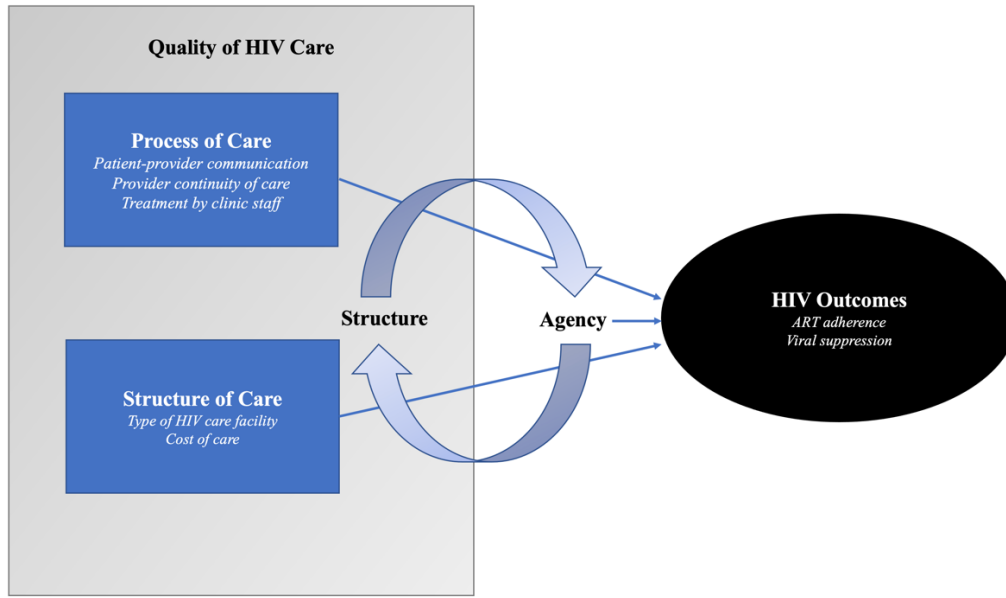 Quality of HIV Care
Process of Care
Patient-provider communication
Provider continuity of care
Treatment by clinic staff
Structure
Agency
HIV Outcomes
ART adherence
Viral suppression
Structure of Care
Type of HIV care facility
Cost of care